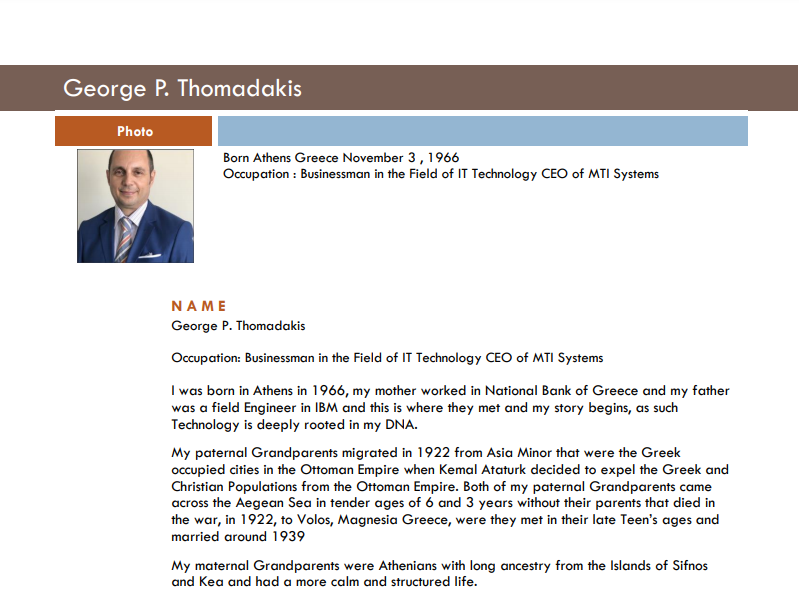 George P. Thomadakis
Photo
Born Athens Greece November 3 , 1966
Occupation : Businessman in the Field of IT Technology CEO of MTI Systems
NAME
George P. Thomadakis
Occupation: Businessman in the Field of IT Technology CEO of MTI Systems
I was born in Athens in 1966, my mother worked in National Bank of Greece and my father
was a field Engineer in IBM and this is where they met and my story begins, as such
Technology is deeply rooted in my DNA.
My paternal Grandparents migrated in 1922 from Asia Minor that were the Greek
occupied cities in the Ottoman Empire when Kemal Ataturk decided to expel the Greek and
Christian Populations from the Ottoman Empire. Both of my paternal Grandparents came
across the Aegean Sea in tender ages of 6 and 3 years without their parents that died in
the war, in 1922, to Volos, Magnesia Greece, were they met in their late Teen's ages and
married around 1939
My maternal Grandparents were Athenians with long ancestry from the Islands of Sifnos
and Kea and had a more calm and structured life.